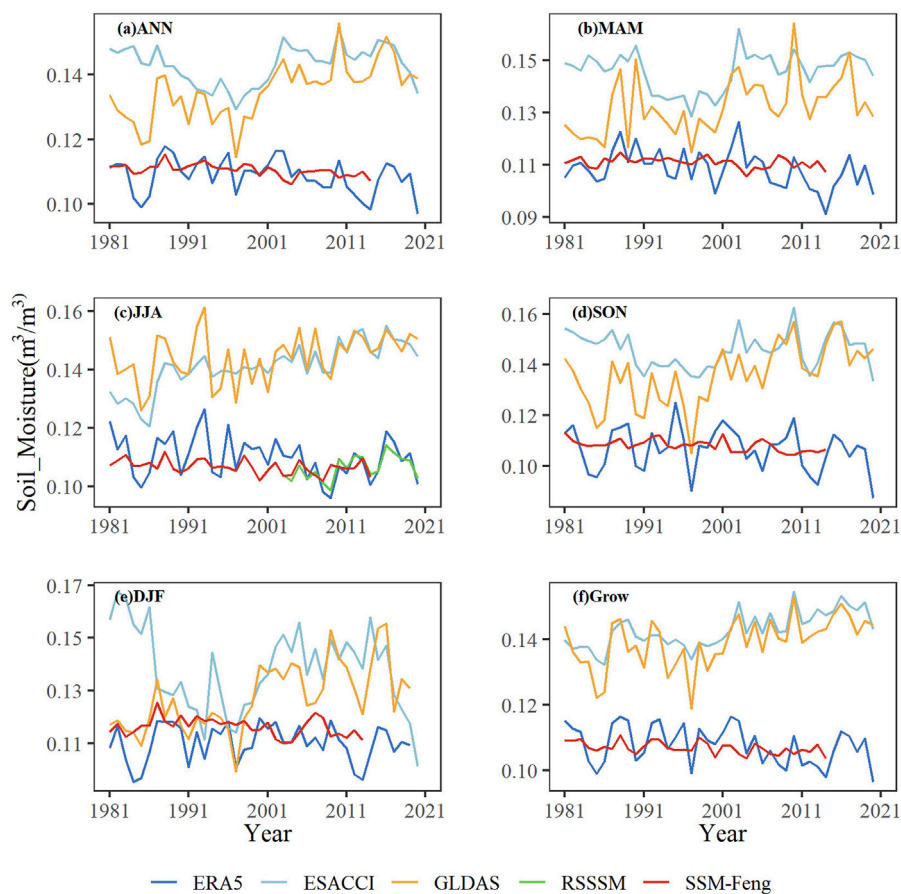 (a)ANN
(b) MAM
0.14
0.12
0.10
0.15
0.13
0.11
0.09
1981 1991 2001 2011 2021
1981 1991 2001 2011 2021
Soil_Moisture(m³/m³)
(c) JJA
(d)SON
0.16
0.14
0.12
0.10
0.16
0.14
0.12
0.10
1981 1991 2001 2011 2021
1981 1991 2001 2011 2021
(e)DJF
(f)Grow
0.17
0.15
0.13
0.11
0.14
0.12
0.10
1981 1991 2001 2011 2021
1981 1991 2001 2011 2021
Year
Year
ERA5 ESACCI GLDAS RSSSM SSM-Feng